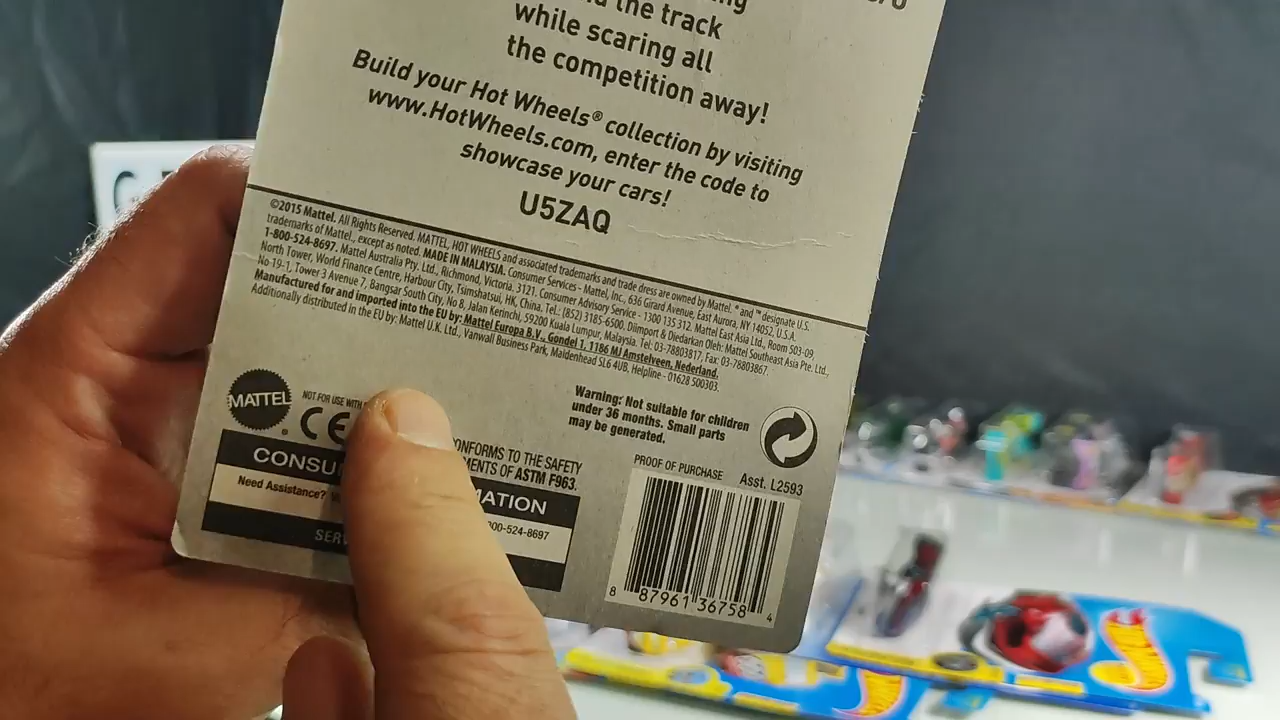 the track
while scaring all
the competition away!
Build your Hot Wheels® collection by visiting
www.HotWheels.com, enter the code to
showcase your cars!
U5ZAQ
©2015 Mattel. All Rights Reserved. MATTEL, HOT WHEELS and associated trademarks and trade dress are owned by Mattel. ® and ™ designate U.S.
trademarks of Mattel, except as noted. MADE IN MALAYSIA. Consumer Services - Mattel, Inc., 636 Girard Avenue, East Aurora, NY 14052, U.S.A.
1-800-524-8697. Mattel Australia Pty. Ltd., Richmond, Victoria. 3121. Consumer Advisory Service - 1300 135 312. Mattel East Asia Ltd., Room 503-09,
North Tower, World Finance Centre, Harbour City, Tsimshatsui, HK, China, Tel.: (852) 3185-6500. Diimport & Diedarkan Oleh: Mattel Southeast Asia Pte. Ltd.,
No 19-1, Tower 3 Avenue 7, Bangsar South City, No 8, Jalan Kerinchi, 59200 Kuala Lumpur, Malaysia. Tel: 03-78803817, Fax: 03-78803867.
Manufactured for and imported into the EU by: Mattel Europa B.V., Gondel 1, 1186 MJ Amstelveen, Nederland.
Additionally distributed in the EU by: Mattel U.K. Ltd., Vanwall Business Park, Maidenhead SL6 4UB. Helpline - 01628 500303.
MATTEL®
NOT FOR USE WITH
CE
CONFORMS TO THE SAFETY
OF ASTM F963.
Need Assistance?
800-524-8697
Warning: Not suitable for children
under 36 months. Small parts
may be generated.
PROOF OF PURCHASE Asst. L2593
8 87961 36758 4